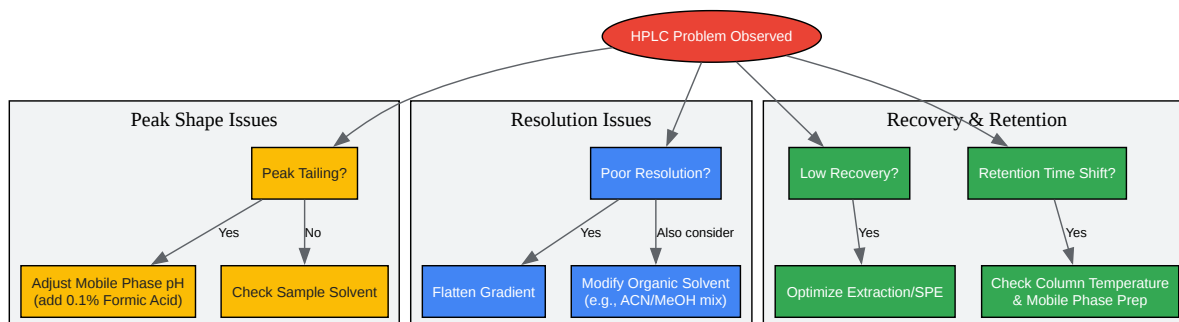 HPLC Problem Observed
Peak Shape Issues
Resolution Issues
Recovery & Retention
Peak Tailing?
Poor Resolution?
Low Recovery?
Retention Time Shift?
Yes
No
Yes
Also consider
Yes
Yes
Adjust Mobile Phase pH
(add 0.1% Formic Acid)
Check Sample Solvent
Flatten Gradient
Modify Organic Solvent
(e.g., ACN/MeOH mix)
Optimize Extraction/SPE
Check Column Temperature
& Mobile Phase Prep